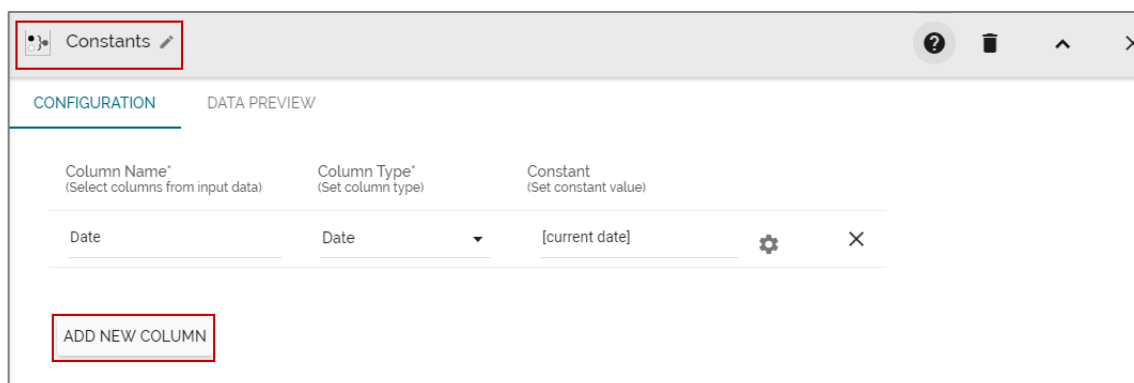 Constants
CONFIGURATION DATA PREVIEW
Column Name* Column Type* Constant
(Select columns from input data) (Set column type) (Set constant value)
Date Date [current date]
ADD NEW COLUMN